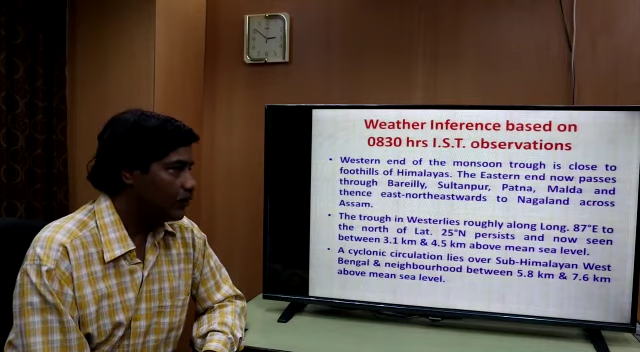 Weather Inference based on
0830 hrs I.S.T. observations
• Western end of the monsoon trough is close to
foothills of Himalayas. The Eastern end now passes
through Bareilly, Sultanpur, Patna, Malda and
thence east-northeastwards to Nagaland across
Assam.
• The trough in Westerlies roughly along Long. 87°E to
the north of Lat. 25°N persists and now seen
between 3.1 km & 4.5 km above mean sea level.
• A cyclonic circulation lies over Sub-Himalayan West
Bengal & neighbourhood between 5.8 km & 7.6 km
above mean sea level.